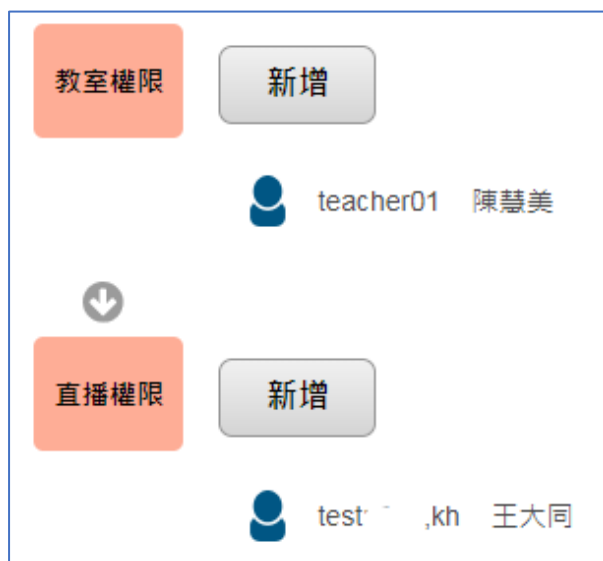 教室權限
新增
teacher01 陳慧美
直播權限
新增
,kh 王大同